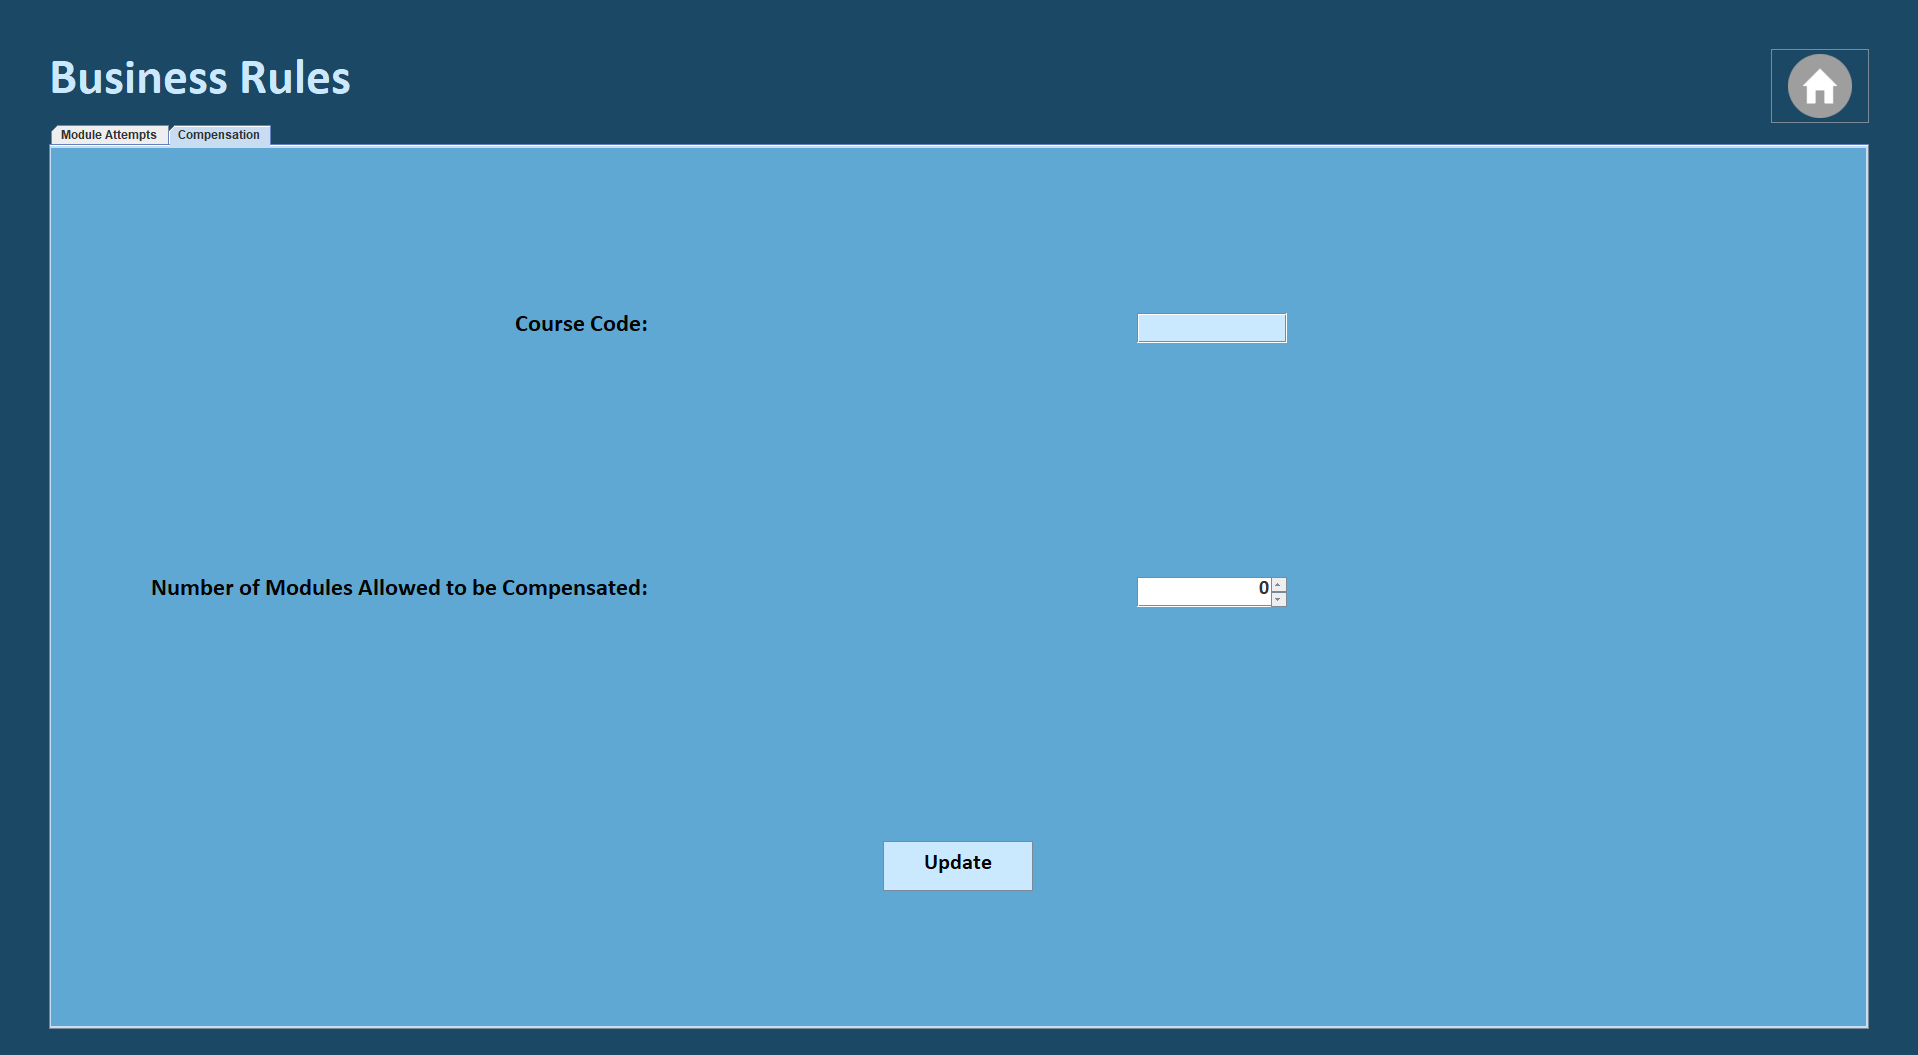 Business Rules
Module Attempts
Compensation
Course Code:
Number of Modules Allowed to be Compensated:
0
Update